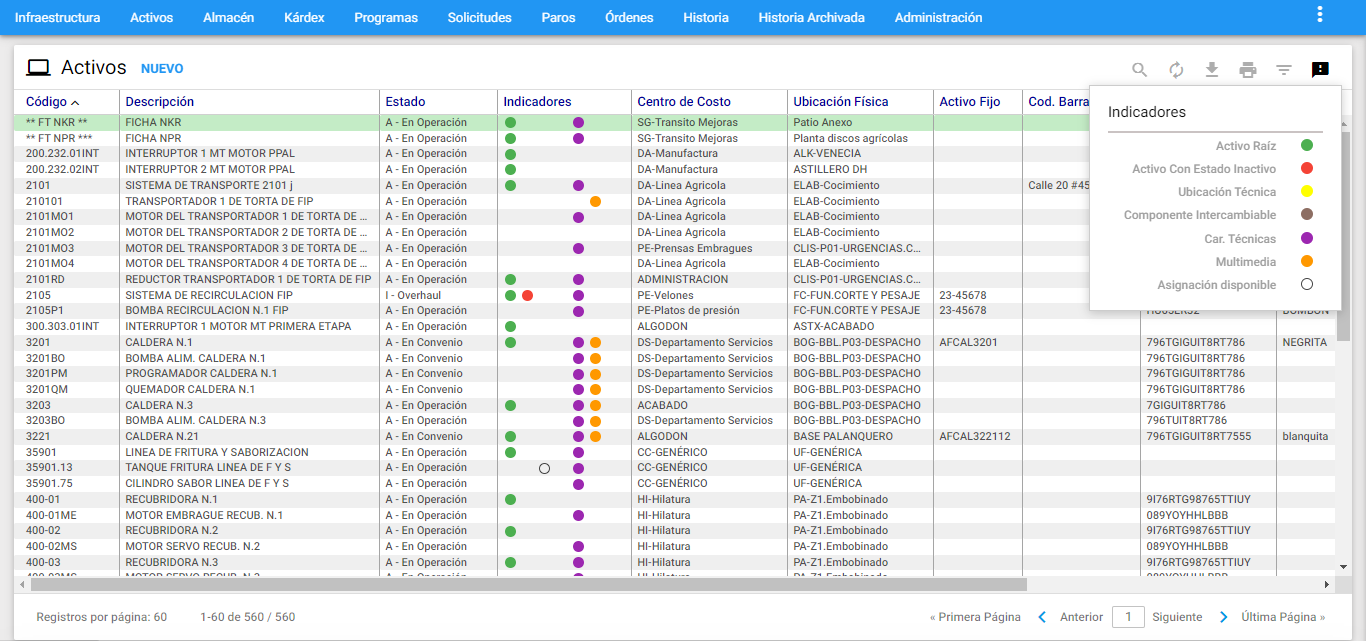 Infraestructura Activos Almacén Kárdex Programas Solicitudes Paros Órdenes Historia Historia Archivada Administración
Activos NUEVO
Código Descripción Estado Indicadores Centro de Costo Ubicación Física Activo Fijo Cod. Barra
** FT NKR ** FICHA NKR A - En Operación SG-Transito Mejoras Patio Anexo
** FT NPR *** FICHA NPR A - En Operación SG-Transito Mejoras Planta discos agrícolas
200.232.01INT INTERRUPTOR 1 MT MOTOR PPAL A - En Operación DA-Manufactura ALK-VENECIA
200.232.02INT INTERRUPTOR 2 MT MOTOR PPAL A - En Operación DA-Manufactura ASTILLERO DH
2101 SISTEMA DE TRANSPORTE 2101 j A - En Operación DA-Linea Agricola ELAB-Cocimiento Calle 20 #45
210101 TRANSPORTADOR 1 DE TORTA DE FIP A - En Operación DA-Linea Agricola ELAB-Cocimiento
2101MO1 MOTOR DEL TRANSPORTADOR 1 DE TORTA DE ... A - En Operación DA-Linea Agricola ELAB-Cocimiento
2101MO2 MOTOR DEL TRANSPORTADOR 2 DE TORTA DE ... A - En Operación DA-Linea Agricola ELAB-Cocimiento
2101MO3 MOTOR DEL TRANSPORTADOR 3 DE TORTA DE ... A - En Operación PE-Prensas Embragues CLIS-P01-URGENCIAS.C...
2101MO4 MOTOR DEL TRANSPORTADOR 4 DE TORTA DE ... A - En Operación DA-Linea Agricola ELAB-Cocimiento
2101RD REDUCTOR TRANSPORTADOR 1 DE TORTA DE FIP A - En Operación ADMINISTRACION CLIS-P01-URGENCIAS.C...
2105 SISTEMA DE RECIRCULACION FIP I - Overhaul PE-Velones FC-FUN.CORTE Y PESAJE 23-45678
2105P1 BOMBA RECIRCULACION N.1 FIP A - En Operación PE-Platos de presión FC-FUN.CORTE Y PESAJE 23-45678
300.303.01INT INTERRUPTOR 1 MOTOR MT PRIMERA ETAPA A - En Operación ALGODON ASTX-ACABADO
3201 CALDERA N.1 A - En Convenio DS-Departamento Servicios BOG-BBL.P03-DESPACHO AFCAL3201 796TGIGUIT8RT786 NEGRITA
3201BO BOMBA ALIM. CALDERA N.1 A - En Convenio DS-Departamento Servicios BOG-BBL.P03-DESPACHO 796TGIGUIT8RT786
3201PM PROGRAMADOR CALDERA N.1 A - En Convenio DS-Departamento Servicios BOG-BBL.P03-DESPACHO 796TGIGUIT8RT786
3201QM QUEMADOR CALDERA N.1 A - En Convenio DS-Departamento Servicios BOG-BBL.P03-DESPACHO 796TGIGUIT8RT786
3203 CALDERA N.3 A - En Operación ACABADO BOG-BBL.P03-DESPACHO 7GIGUIT8RT786
3203BO BOMBA ALIM. CALDERA N.3 A - En Operación DS-Departamento Servicios BOG-BBL.P03-DESPACHO 796TUIT8RT786
3221 CALDERA N.21 A - En Convenio ALGODON BASE PALANQUERO AFCAL322112 796TGIGUIT8RT7555 blanquita
35901 LINEA DE FRITURA Y SABORIZACION A - En Operación CC-GENÉRICO UF-GENÉRICA
35901.13 TANQUE FRITURA LINEA DE F Y S A - En Operación CC-GENÉRICO UF-GENÉRICA
35901.75 CILINDRO SABOR LINEA DE F Y S A - En Operación CC-GENÉRICO UF-GENÉRICA
400-01 RECUBRIDORA N.1 A - En Operación HI-Hilatura PA-Z1.Embobinado 9I76RTG98765TTIUY
400-01ME MOTOR EMBRAGUE RECUB. N.1 A - En Operación HI-Hilatura PA-Z1.Embobinado 089YOYHHLBBB
400-02 RECUBRIDORA N.2 A - En Operación HI-Hilatura PA-Z1.Embobinado 9I76RTG98765TTIUY
400-02MS MOTOR SERVO RECUB. N.2 A - En Operación HI-Hilatura PA-Z1.Embobinado 089YOYHHLBBB
400-03 RECUBRIDORA N.3 A - En Operación HI-Hilatura PA-Z1.Embobinado 9I76RTG98765TTIUY
Indicadores
Activo Raíz
Activo Con Estado Inactivo
Ubicación Técnica
Componente Intercambiable
Car. Técnicas
Multimedia
Asignación disponible
Registros por página: 60 1-60 de 560 / 560 « Primera Página Anterior 1 Siguiente Última Página »